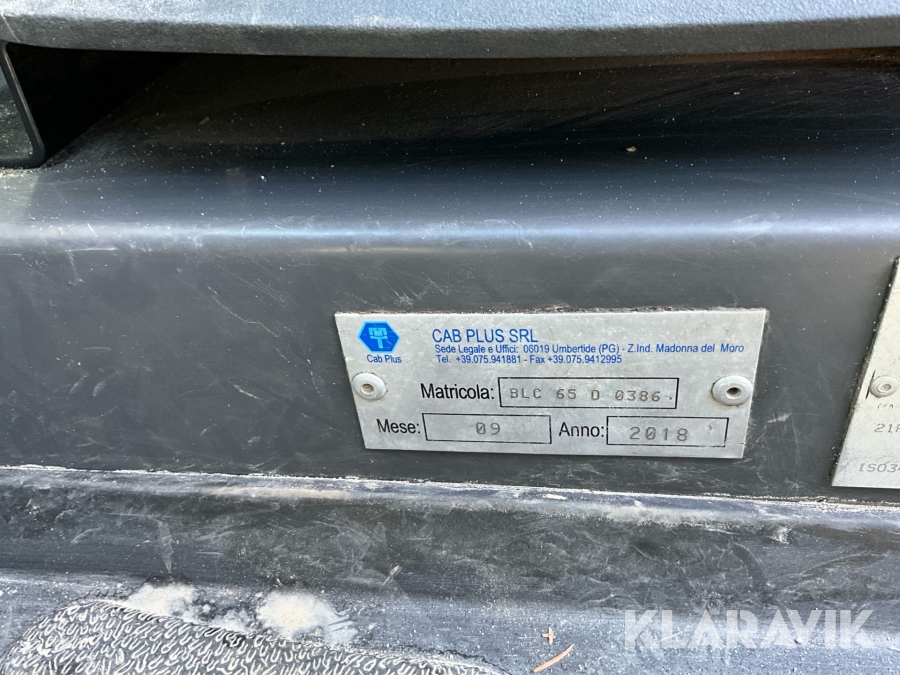 CAB PLUS SRL
Sede Legale e Uffici: 06019 Umbertide (PG) - Z.Ind. Madonna del Moro
Tel. +39.075.941881 - Fax +39.075.9412995
Cab Plus
Matricola: BLC 65 D 0386
Mese: 09 Anno: 2018
KLARAVIK